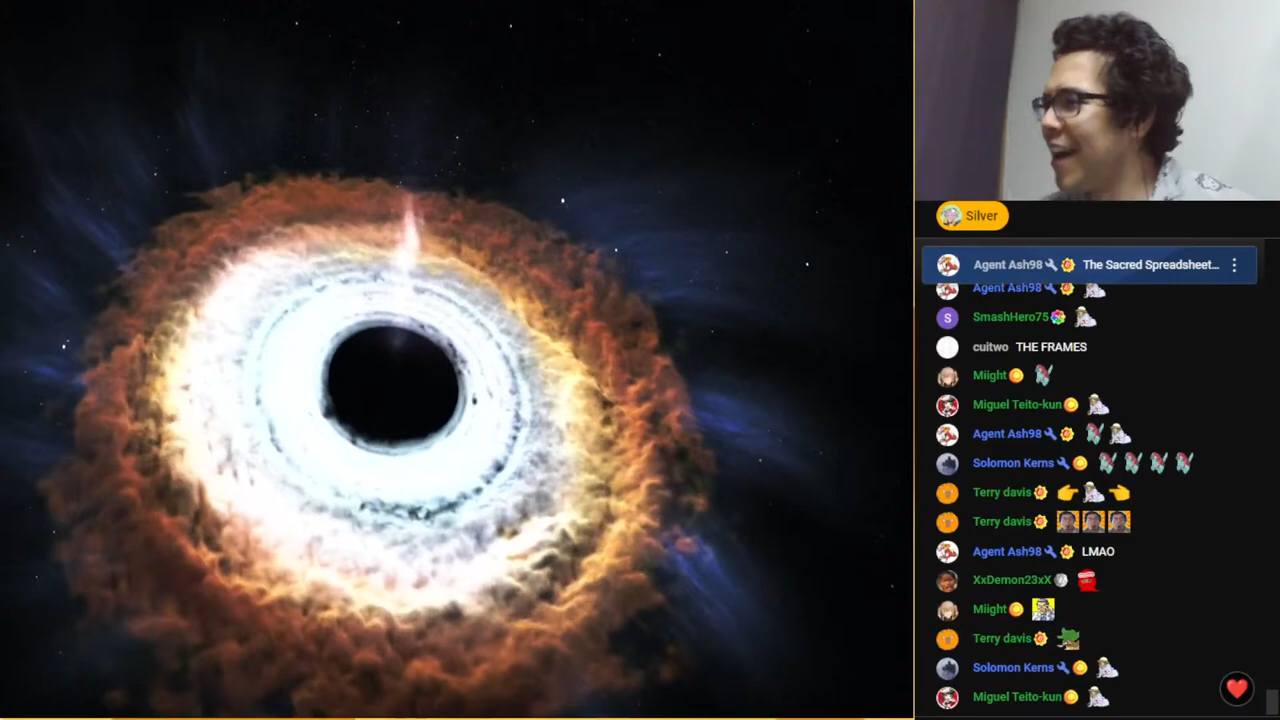 Silver
Agent Ash98 The Sacred Spreadsheet...
Agent Ash98
S SmashHero75
cuitwo THE FRAMES
Miight
Miguel Teito-kun
Agent Ash98
Solomon Kerns
Terry davis
Terry davis
Agent Ash98 LMAO
XxDemon23xX
Miight
Terry davis
Solomon Kerns
Miguel Teito-kun